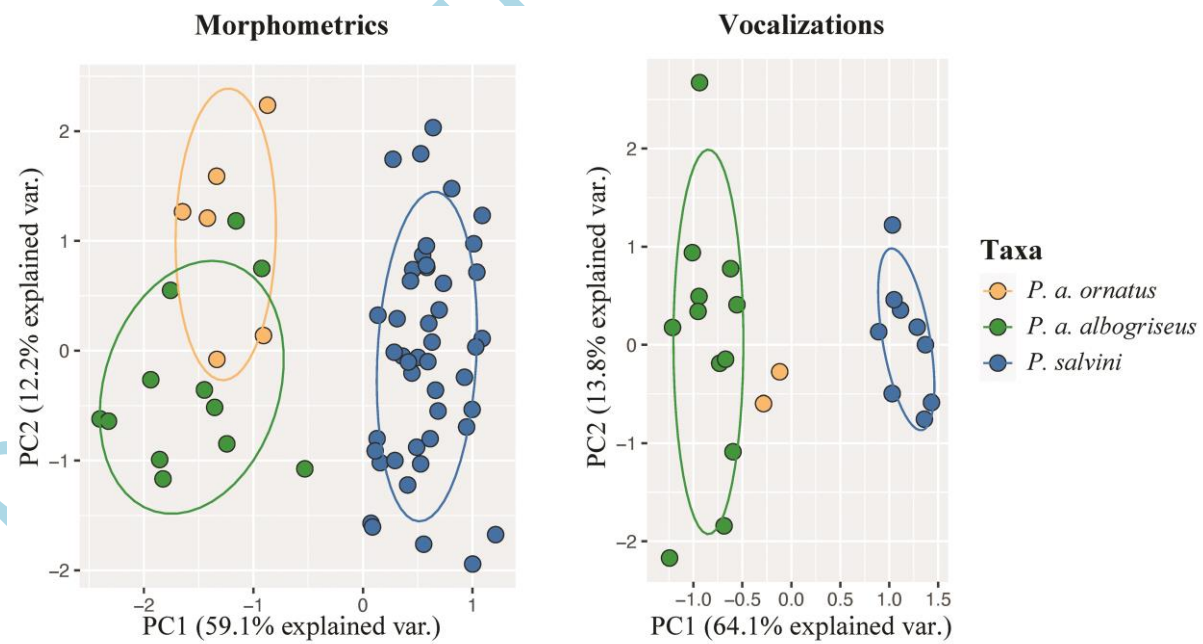 Morphometrics
Vocalizations
PC2 (12.2% explained var.)
2
1
0
−1
−2
−2
−1
0
1
PC1 (59.1% explained var.)
PC2 (13.8% explained var.)
2
1
0
−1
−2
−1.0
−0.5
0.0
0.5
1.0
1.5
PC1 (64.1% explained var.)
Taxa
P. a. ornatus
P. a. albogriseus
P. salvini